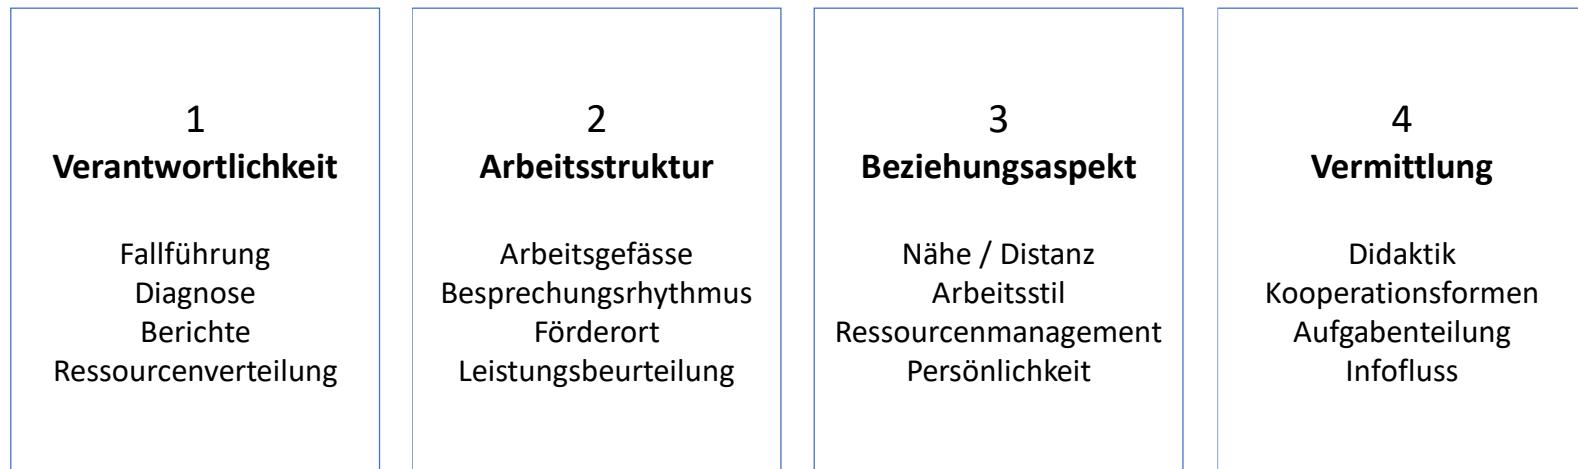 1
Verantwortlichkeit
Fallführung
Diagnose
Berichte
Ressourcenverteilung
2
Arbeitsstruktur
Arbeitsgefässe
Besprechungsrhythmus
Förderort
Leistungsbeurteilung
3
Beziehungsaspekt
Nähe / Distanz
Arbeitsstil
Ressourcenmanagement
Persönlichkeit
4
Vermittlung
Didaktik
Kooperationsformen
Aufgabenteilung
Infofluss